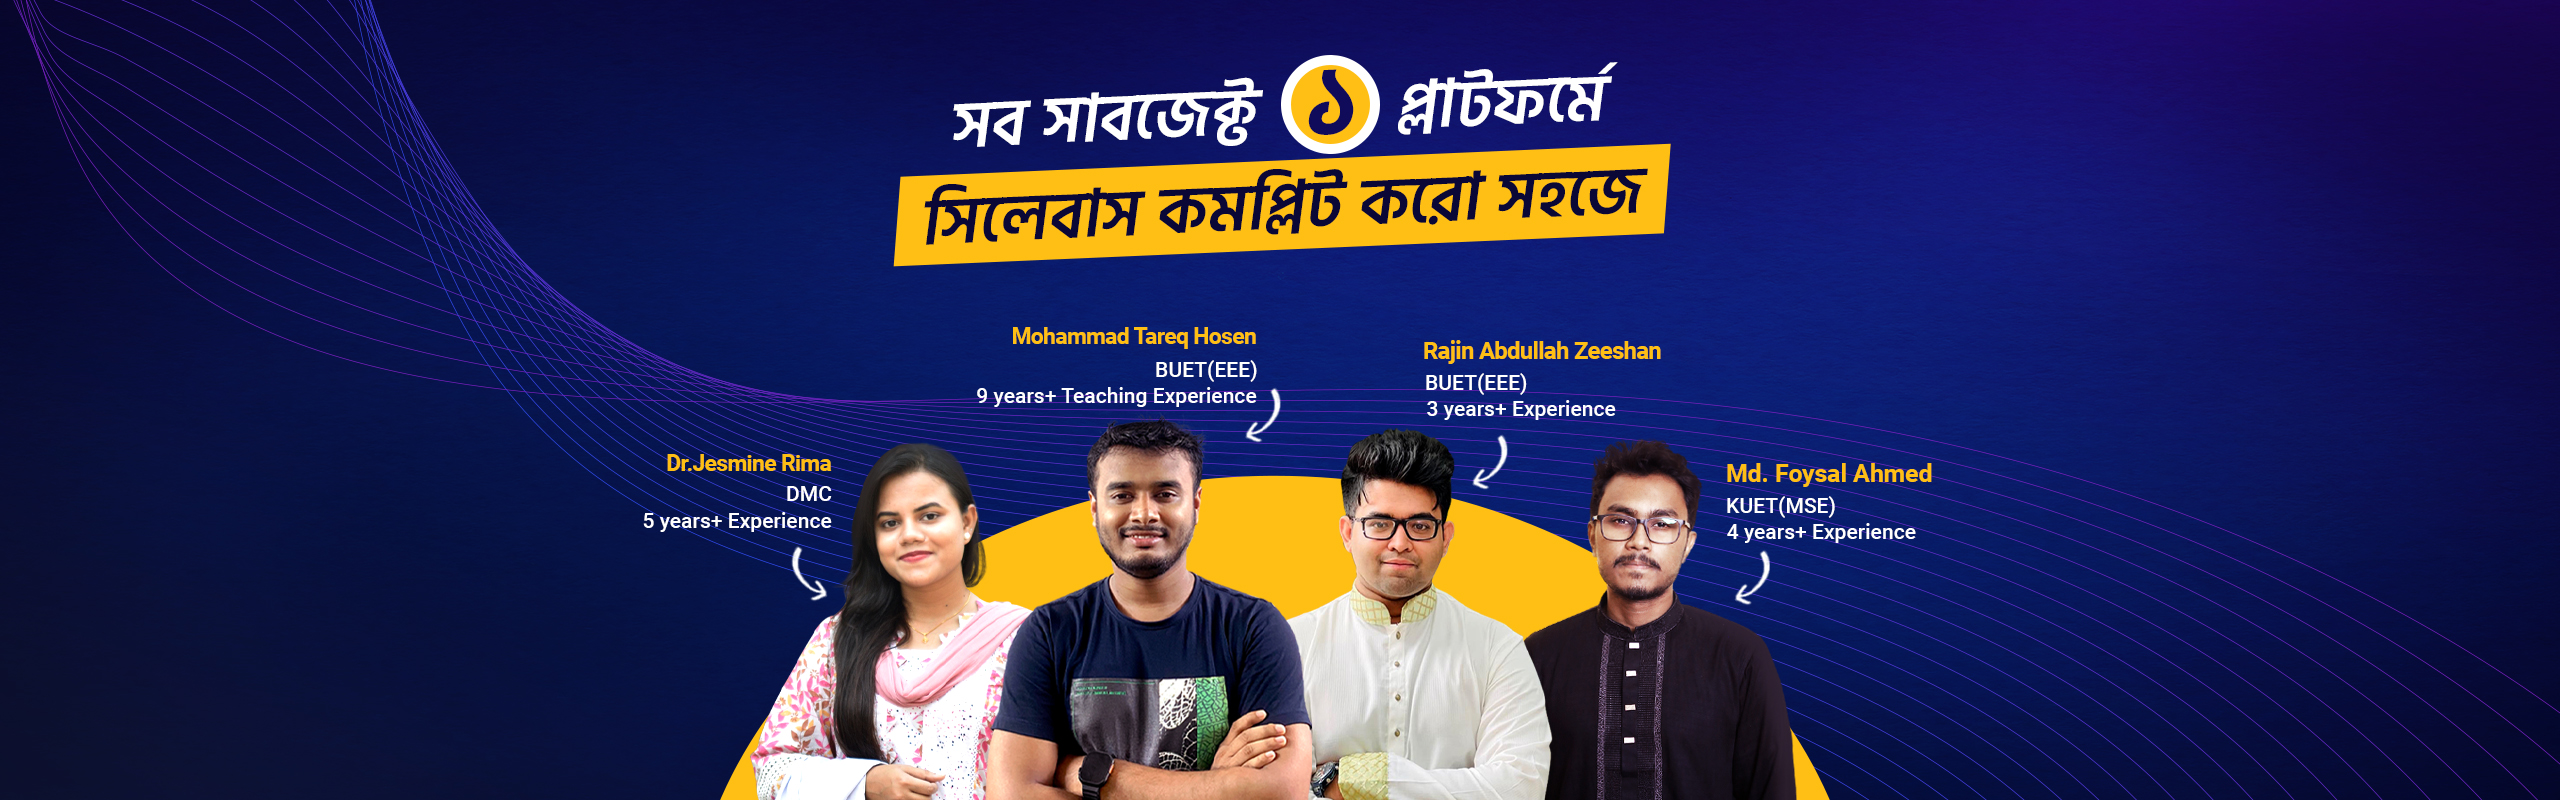 সব সাবজেক্ট ১ প্লাটফর্মে
সিলেবাস কমপ্লিট করো সহজে
Mohammad Tareq Hosen
BUET(EEE)
9 years+ Teaching Experience
Rajin Abdullah Zeeshan
BUET(EEE)
3 years+ Experience
Dr.Jesmine Rima
DMC
5 years+ Experience
Md. Foysal Ahmed
KUET(MSE)
4 years+ Experience